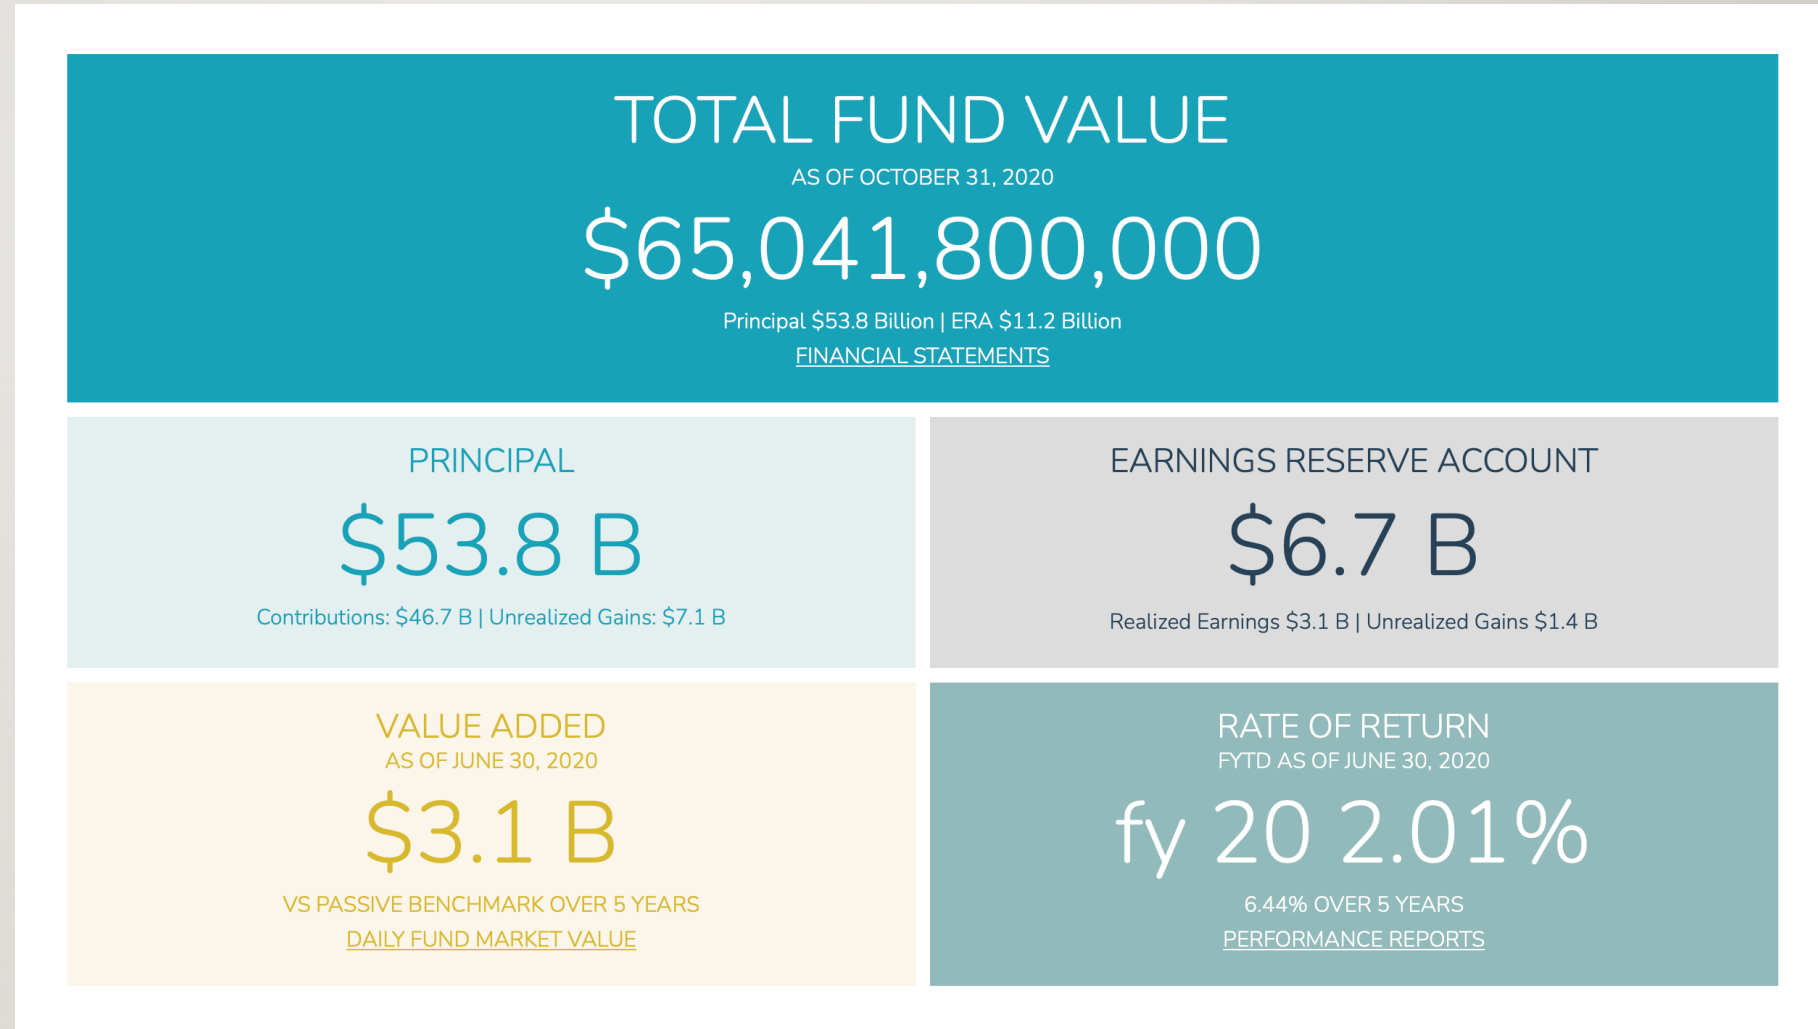 TOTAL FUND VALUE
AS OF OCTOBER 31, 2020
$65,041,800,000
Principal $53.8 Billion | ERA $11.2 Billion
FINANCIAL STATEMENTS
PRINCIPAL
$53.8 B
Contributions: $46.7 B | Unrealized Gains: $7.1 B
EARNINGS RESERVE ACCOUNT
$6.7 B
Realized Earnings $3.1 B | Unrealized Gains $1.4 B
VALUE ADDED
AS OF JUNE 30, 2020
$3.1 B
VS PASSIVE BENCHMARK OVER 5 YEARS
DAILY FUND MARKET VALUE
RATE OF RETURN
FYTD AS OF JUNE 30, 2020
fy 20 2.01%
6.44% OVER 5 YEARS
PERFORMANCE REPORTS